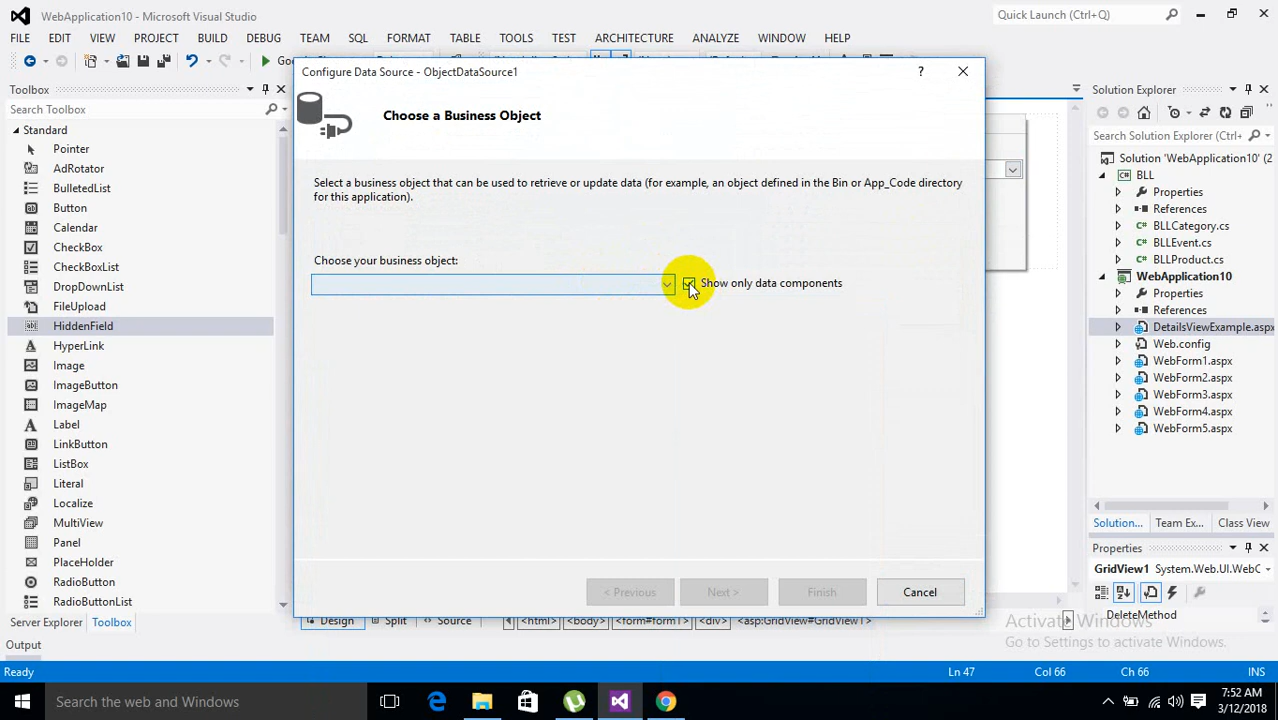 WebApplication10 - Microsoft Visual Studio
Quick Launch (Ctrl+Q)
FILE EDIT VIEW PROJECT BUILD DEBUG TEAM SQL FORMAT TABLE TOOLS TEST ARCHITECTURE ANALYZE WINDOW HELP
Toolbox
Search Toolbox
Standard
Pointer
AdRotator
BulletedList
Button
Calendar
CheckBox
CheckBoxList
DropDownList
FileUpload
HiddenField
HyperLink
Image
ImageButton
ImageMap
Label
LinkButton
ListBox
Literal
Localize
MultiView
Panel
PlaceHolder
RadioButton
RadioButtonList
Server Explorer Toolbox
Output
Configure Data Source - ObjectDataSource1
?
Choose a Business Object
Select a business object that can be used to retrieve or update data (for example, an object defined in the Bin or App_Code directory
for this application).
Choose your business object:
Show only data components
< Previous Next > Finish Cancel
Design Split Source <html> <body> <form#form1> <div> <asp:GridView#GridView1>
Solution Explorer
Search Solution Explorer (Ctrl+
Solution 'WebApplication10' (2
BLL
Properties
References
BLLCategory.cs
BLLEvent.cs
BLLProduct.cs
WebApplication10
Properties
References
DetailsViewExample.aspx
Web.config
WebForm1.aspx
WebForm2.aspx
WebForm3.aspx
WebForm4.aspx
WebForm5.aspx
Solution... Team Ex... Class View
Properties
GridView1 System.Web.UI.WebC
DeleteMethod
Activate Windows
Go to Settings to activate Windows.
Ready Ln 47 Col 66 Ch 66 INS
Search the web and Windows
7:52 AM
3/12/2018